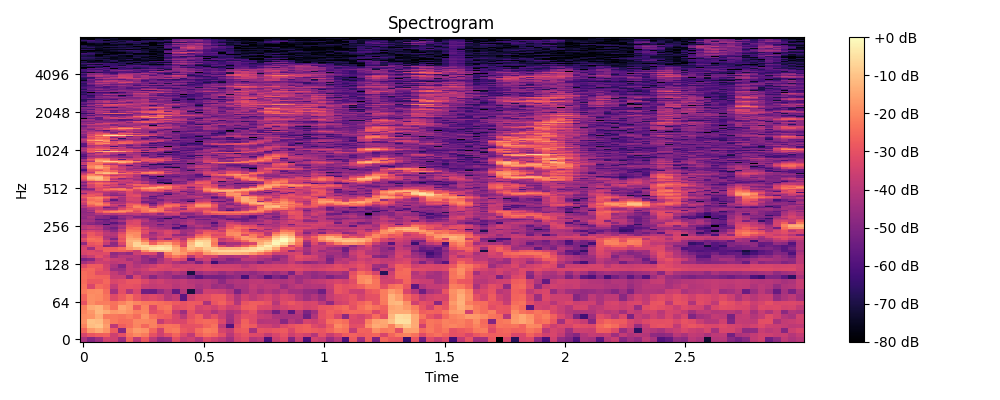 Spectrogram
Hz
4096
2048
1024
512
256
128
64
0
0
0.5
1
1.5
2
2.5
Time
+0 dB
-10 dB
-20 dB
-30 dB
-40 dB
-50 dB
-60 dB
-70 dB
-80 dB